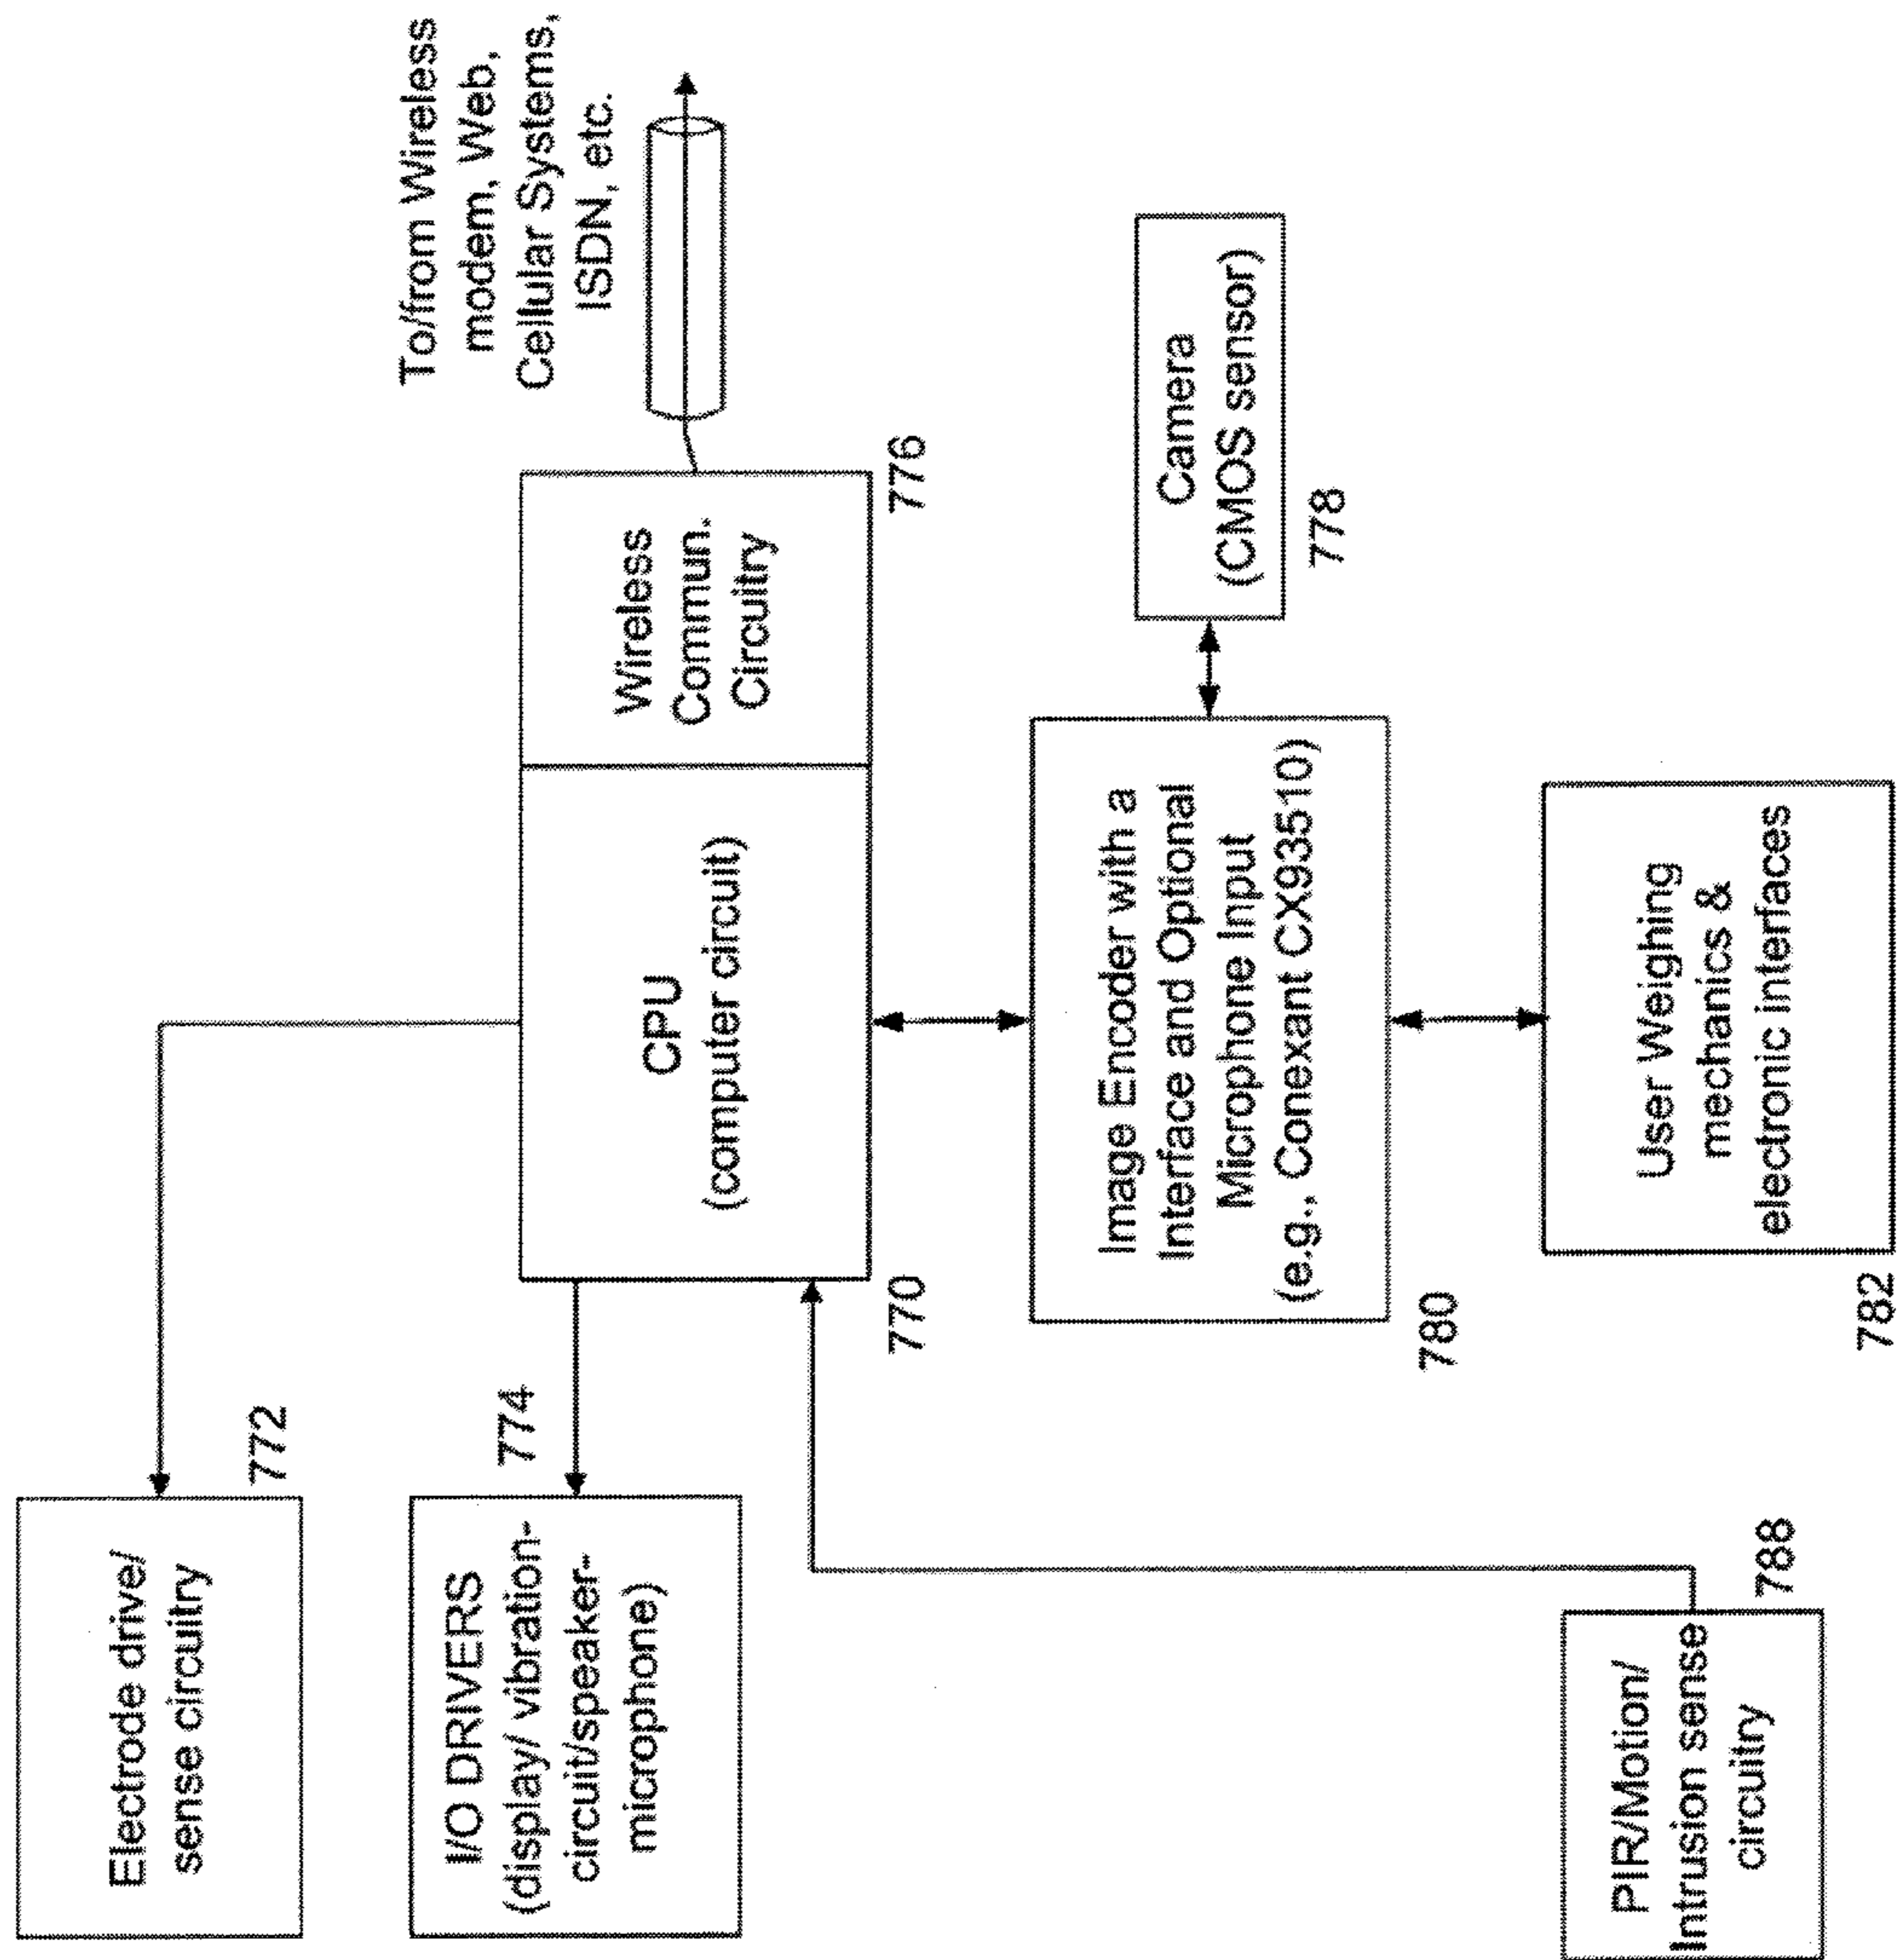 Electrode drive/
sense circuitry
772
I/O DRIVERS
(display/ vibration-
circuit/speaker-
microphone)
774
CPU
(computer circuit)
770
Wireless
Commun.
Circuitry
776
To/from Wireless
modem, Web,
Cellular Systems,
ISDN, etc.
Image Encoder with a
Interface and Optional
Microphone Input
(e.g., Conexant CX93510)
780
Camera
(CMOS sensor)
778
User Weighing
mechanics &
electronic interfaces
782
PIR/Motion/
Intrusion sense
circuitry
788